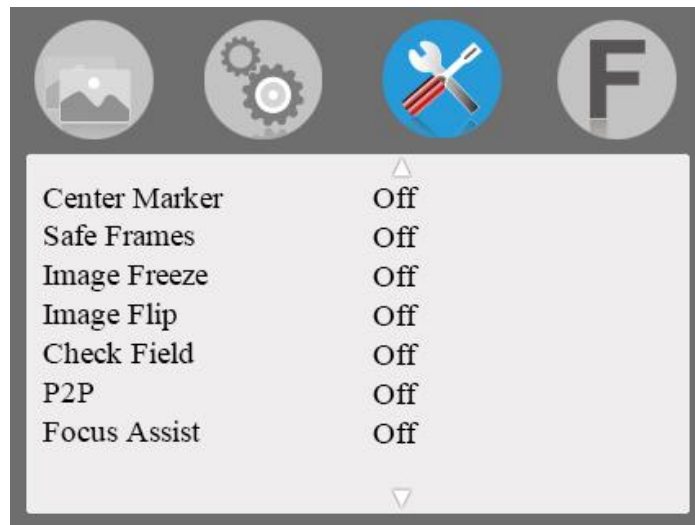 F
Center Marker Off
Safe Frames Off
Image Freeze Off
Image Flip Off
Check Field Off
P2P Off
Focus Assist Off